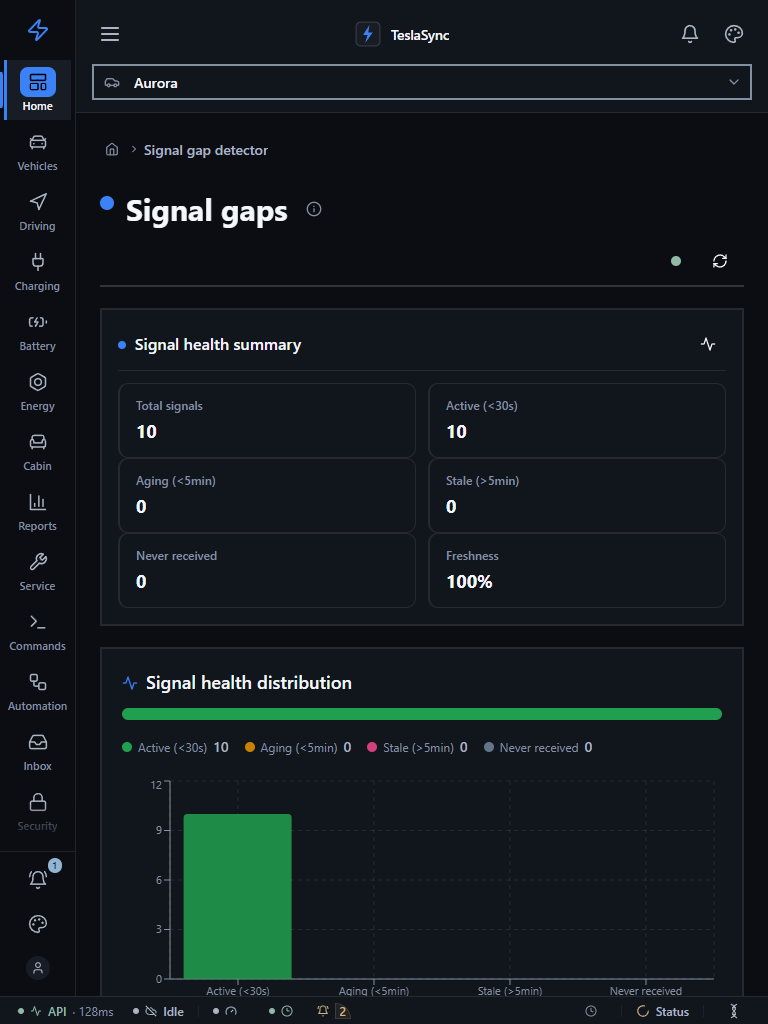 TeslaSync
Aurora
Home
Vehicles
Driving
Charging
Battery
Energy
Cabin
Reports
Service
Commands
Automation
Inbox
Security
1
Signal gap detector
Signal gaps
Signal health summary
Total signals
10
Active (<30s)
10
Aging (<5min)
0
Stale (>5min)
0
Never received
0
Freshness
100%
Signal health distribution
Active (<30s) 10 Aging (<5min) 0 Stale (>5min) 0 Never received 0
12
9
6
3
0
Active (<30s) Aging (<5min) Stale (>5min) Never received
API · 128ms Idle 2 Status